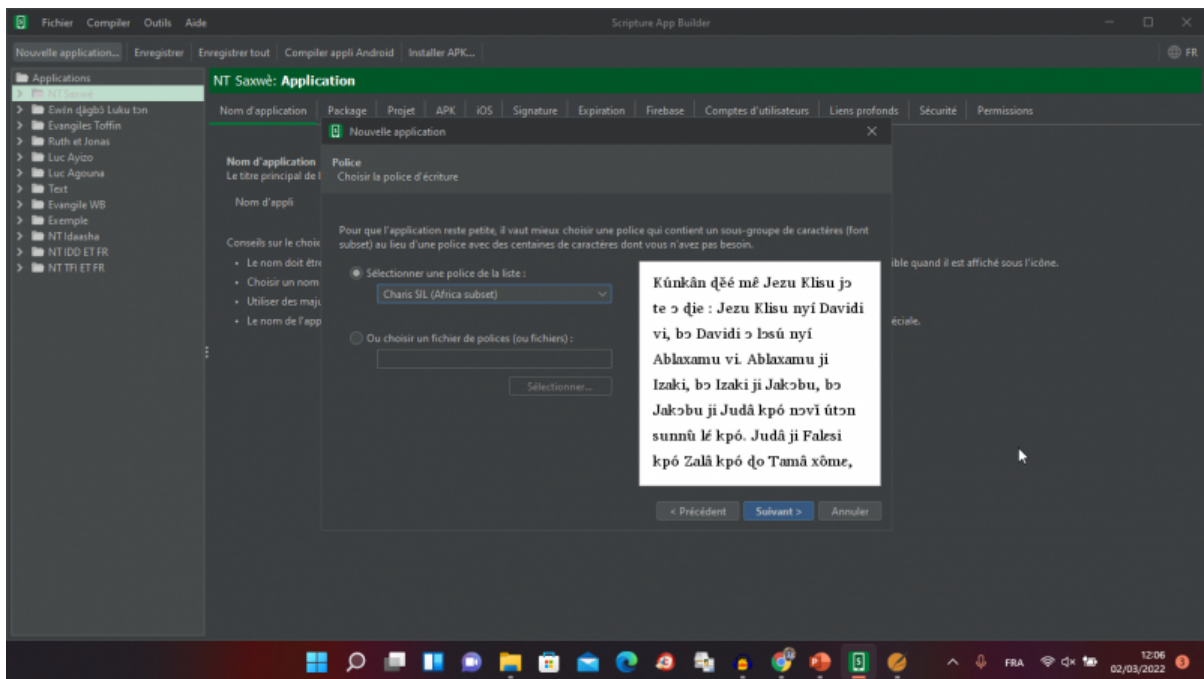 Fichier Compiler Outils Aide
Scripture App Builder
Nouvelle application... Enregistrer Enregistrer tout Compiler appli Android Installer APK...
FR
Applications
NT Saxwè
Ewìn ɖàgbò Luku tɔn
Evangiles Toffin
Ruth et Jonas
Luc Ayizo
Luc Agouna
Text
Evangile WB
Exemple
NT Idaasha
NT IDD ET FR
NT TFI ET FR
NT Saxwè: Application
Nom d'application Package Projet APK iOS Signature Expiration Firebase Comptes d'utilisateurs Liens profonds Sécurité Permissions
Nom d'application
Le titre principal de l
Nom d'appli
Conseils sur le choix
• Le nom doit être
ible quand il est affiché sous l'icône.
• Choisir un nom
• Utiliser des maju
• Le nom de l'app
éciale.
Nouvelle application
Police
Choisir la police d'écriture
Pour que l'application reste petite, il vaut mieux choisir une police qui contient un sous-groupe de caractères (font
subset) au lieu d'une police avec des centaines de caractères dont vous n'avez pas besoin.
Sélectionner une police de la liste :
Charis SIL (Africa subset)
Ou choisir un fichier de polices (ou fichiers) :
Sélectionner...
Kúnkân ɖěé mê Jezu Klisu jɔ
te ɔ ɖie : Jezu Klisu nyí Davidi
vi, bɔ Davidi ɔ lɔsú nyí
Ablaxamu vi. Ablaxamu ji
Izaki, bɔ Izaki ji Jakɔbu, bɔ
Jakɔbu ji Judâ kpó nɔvǐ útɔn
sunnû lɛ́ kpó. Judâ ji Falɛsi
kpó Zalâ kpó ɖo Tamâ xômɛ,
< Précédent Suivant > Annuler
FRA
12:06
02/03/2022
3